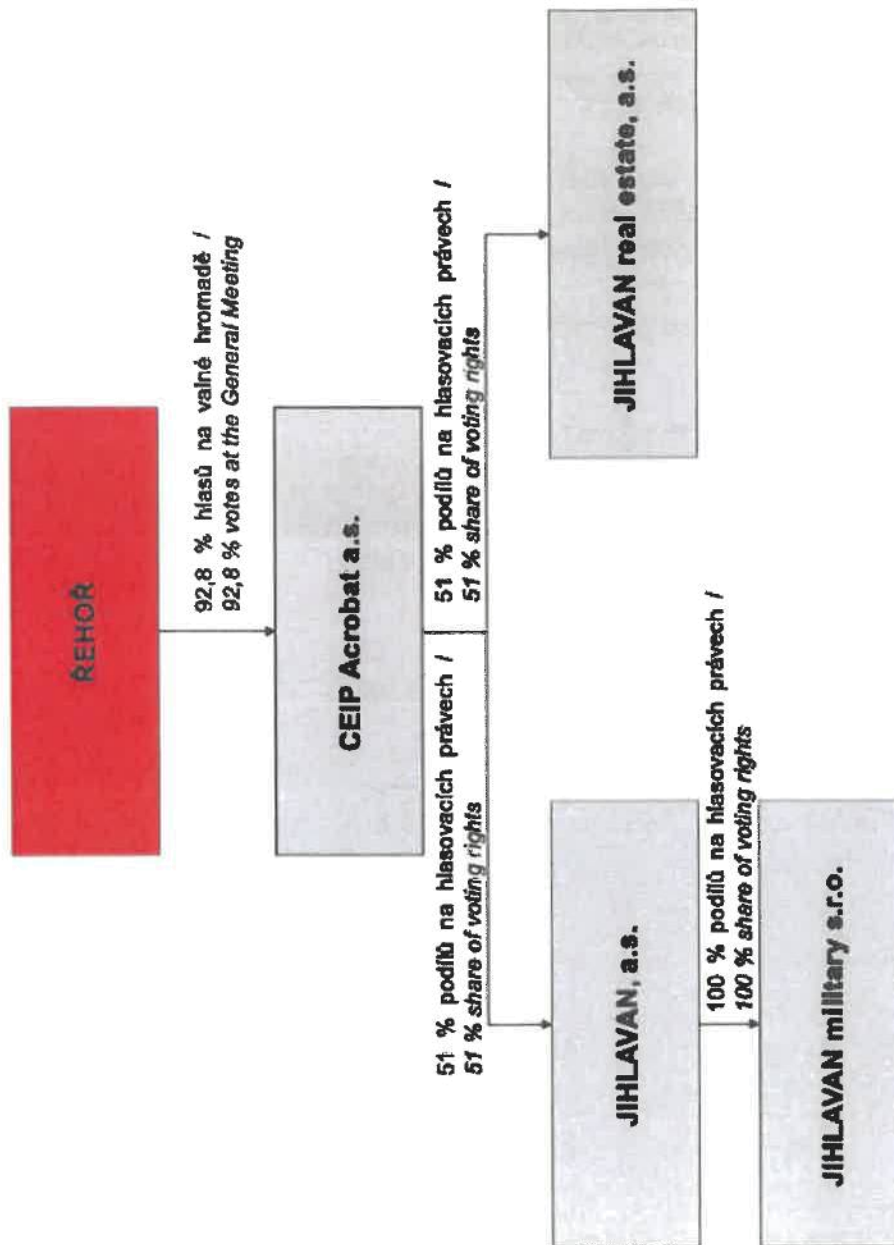 ŘEHOŘ
92,8 % hlasů na valné hromadě /
92,8 % votes at the General Meeting
CEIP Acrobat a.s.
51 % podílů na hlasovacích právech /
51 % share of voting rights
51 % podílů na hlasovacích právech /
51 % share of voting rights
JIHLAVAN, a.s.
JIHLAVAN real estate, a.s.
100 % podílů na hlasovacích právech /
100 % share of voting rights
JIHLAVAN military s.r.o.